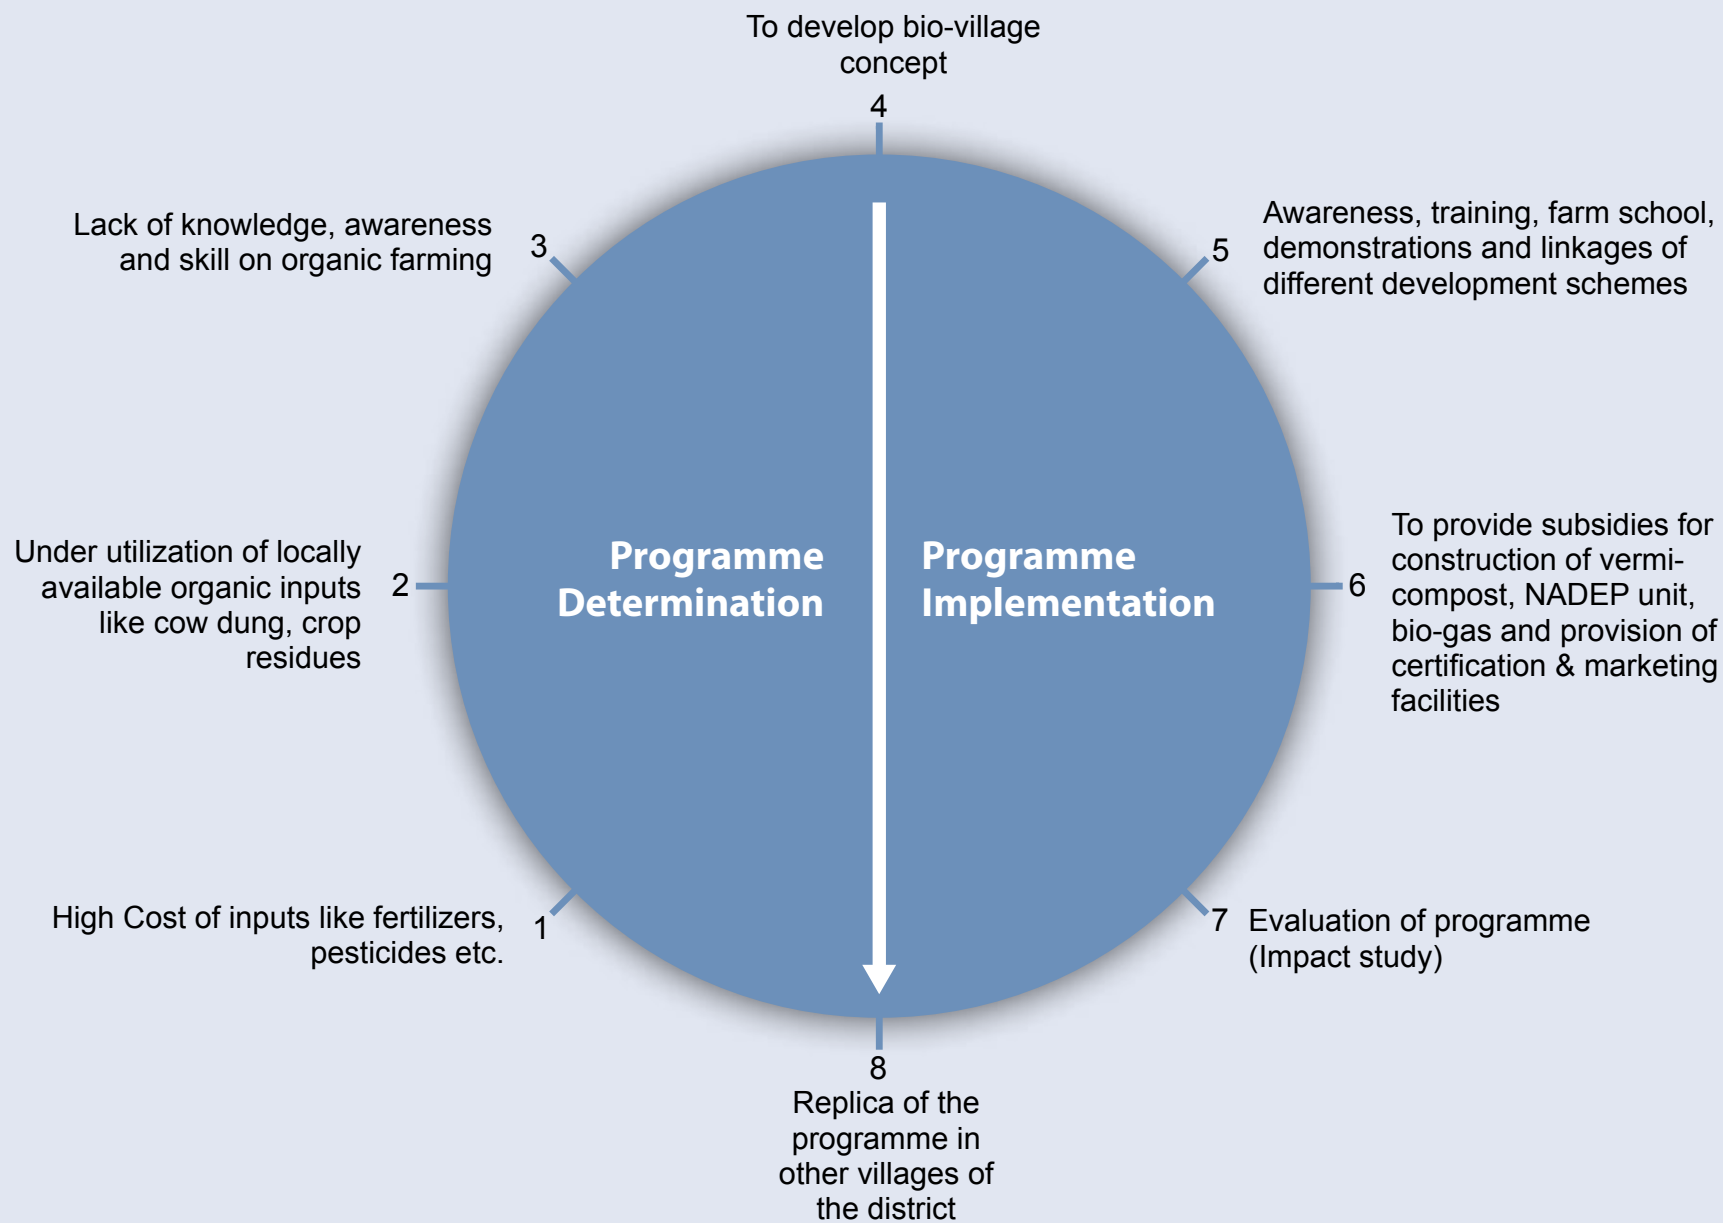 To develop bio-village
concept
4
Lack of knowledge, awareness
and skill on organic farming
3
Awareness, training, farm school,
demonstrations and linkages of
different development schemes
5
Under utilization of locally
available organic inputs
like cow dung, crop
residues
2
Programme
Determination
Programme
Implementation
6
To provide subsidies for
construction of vermi-
compost, NADEP unit,
bio-gas and provision of
certification & marketing
facilities
High Cost of inputs like fertilizers,
pesticides etc.
1
7
Evaluation of programme
(Impact study)
8
Replica of the
programme in
other villages of
the district